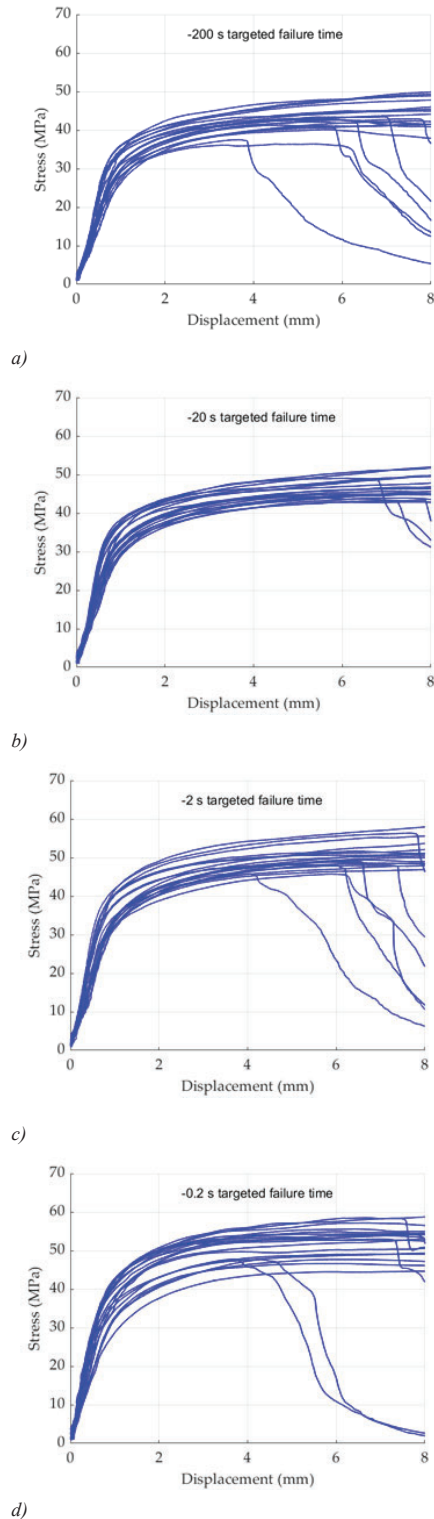 70
-200 s targeted failure time
60
50
40
30
20
10
0
Stress (MPa)
0 2 4 6 8
Displacement (mm)
a)
70
-20 s targeted failure time
60
50
40
30
20
10
0
Stress (MPa)
0 2 4 6 8
Displacement (mm)
b)
70
-2 s targeted failure time
60
50
40
30
20
10
0
Stress (MPa)
0 2 4 6 8
Displacement (mm)
c)
70
-0.2 s targeted failure time
60
50
40
30
20
10
0
Stress (MPa)
0 2 4 6 8
Displacement (mm)
d)